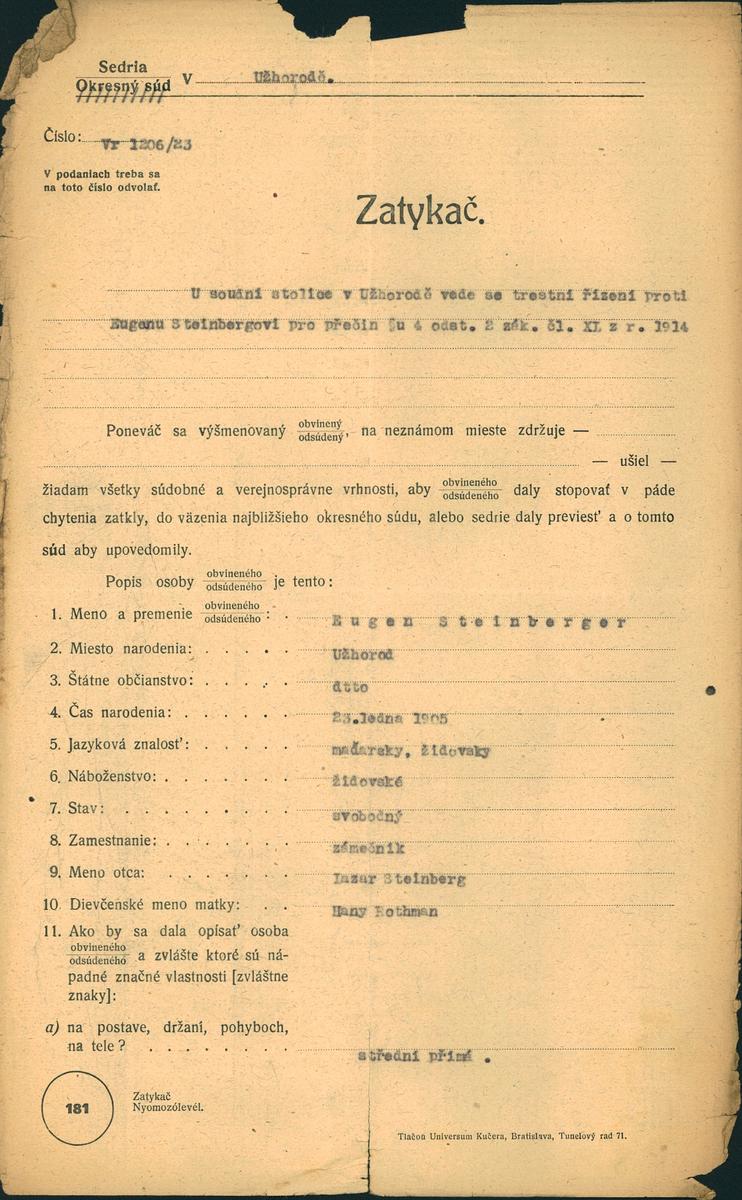 Sedria
Okresný súd V Užhorodě.
Číslo: Vr 1206/23
V podaniach treba sa
na toto číslo odvolať.
Zatykač.
U soudní stolice v Užhorodě vede se trestní řízení proti
Eugenu Steinbergovi pro přečin §u 4 odst. 2 zák. čl. XL z r. 1914
Poneváč sa výšmenovaný obvinený odsúdený, na neznámom mieste zdržuje —
— ušiel —
žiadam všetky súdobné a verejnosprávne vrhnosti, aby obvineného odsúdeného daly stopovať v páde
chytenia zatkly, do väzenia najbližšieho okresného súdu, alebo sedrie daly previesť a o tomto
súd aby upovedomily.
Popis osoby obvineného odsúdeného je tento:
1. Meno a premenie obvineného odsúdeného: . Eugen Steinberger
2. Miesto narodenia: . . . . . Užhorod
3. Štátne občianstvo: . . . . . dtto
4. Čas narodenia: . . . . . . 23.ledna 1905
5. Jazyková znalosť: . . . . . maďarsky, židovsky
6. Náboženstvo: . . . . . . . židovské
7. Stav: . . . . . . . . . svobodný
8. Zamestnanie: . . . . . . . zámečník
9. Meno otca: . . . . . . . Lazar Steinberg
10. Dievčenské meno matky: . . Hany Rothman
11. Ako by sa dala opísať osoba
obvineného odsúdeného a zvlášte ktoré sú ná-
padné značné vlastnosti [zvláštne
znaky]:
a) na postave, držaní, pohyboch,
na tele? . . . . . . . . střední přímá .
181
Zatykač
Nyomozólevél.
Tlačou Universum Kučera, Bratislava, Tunelový rad 71.